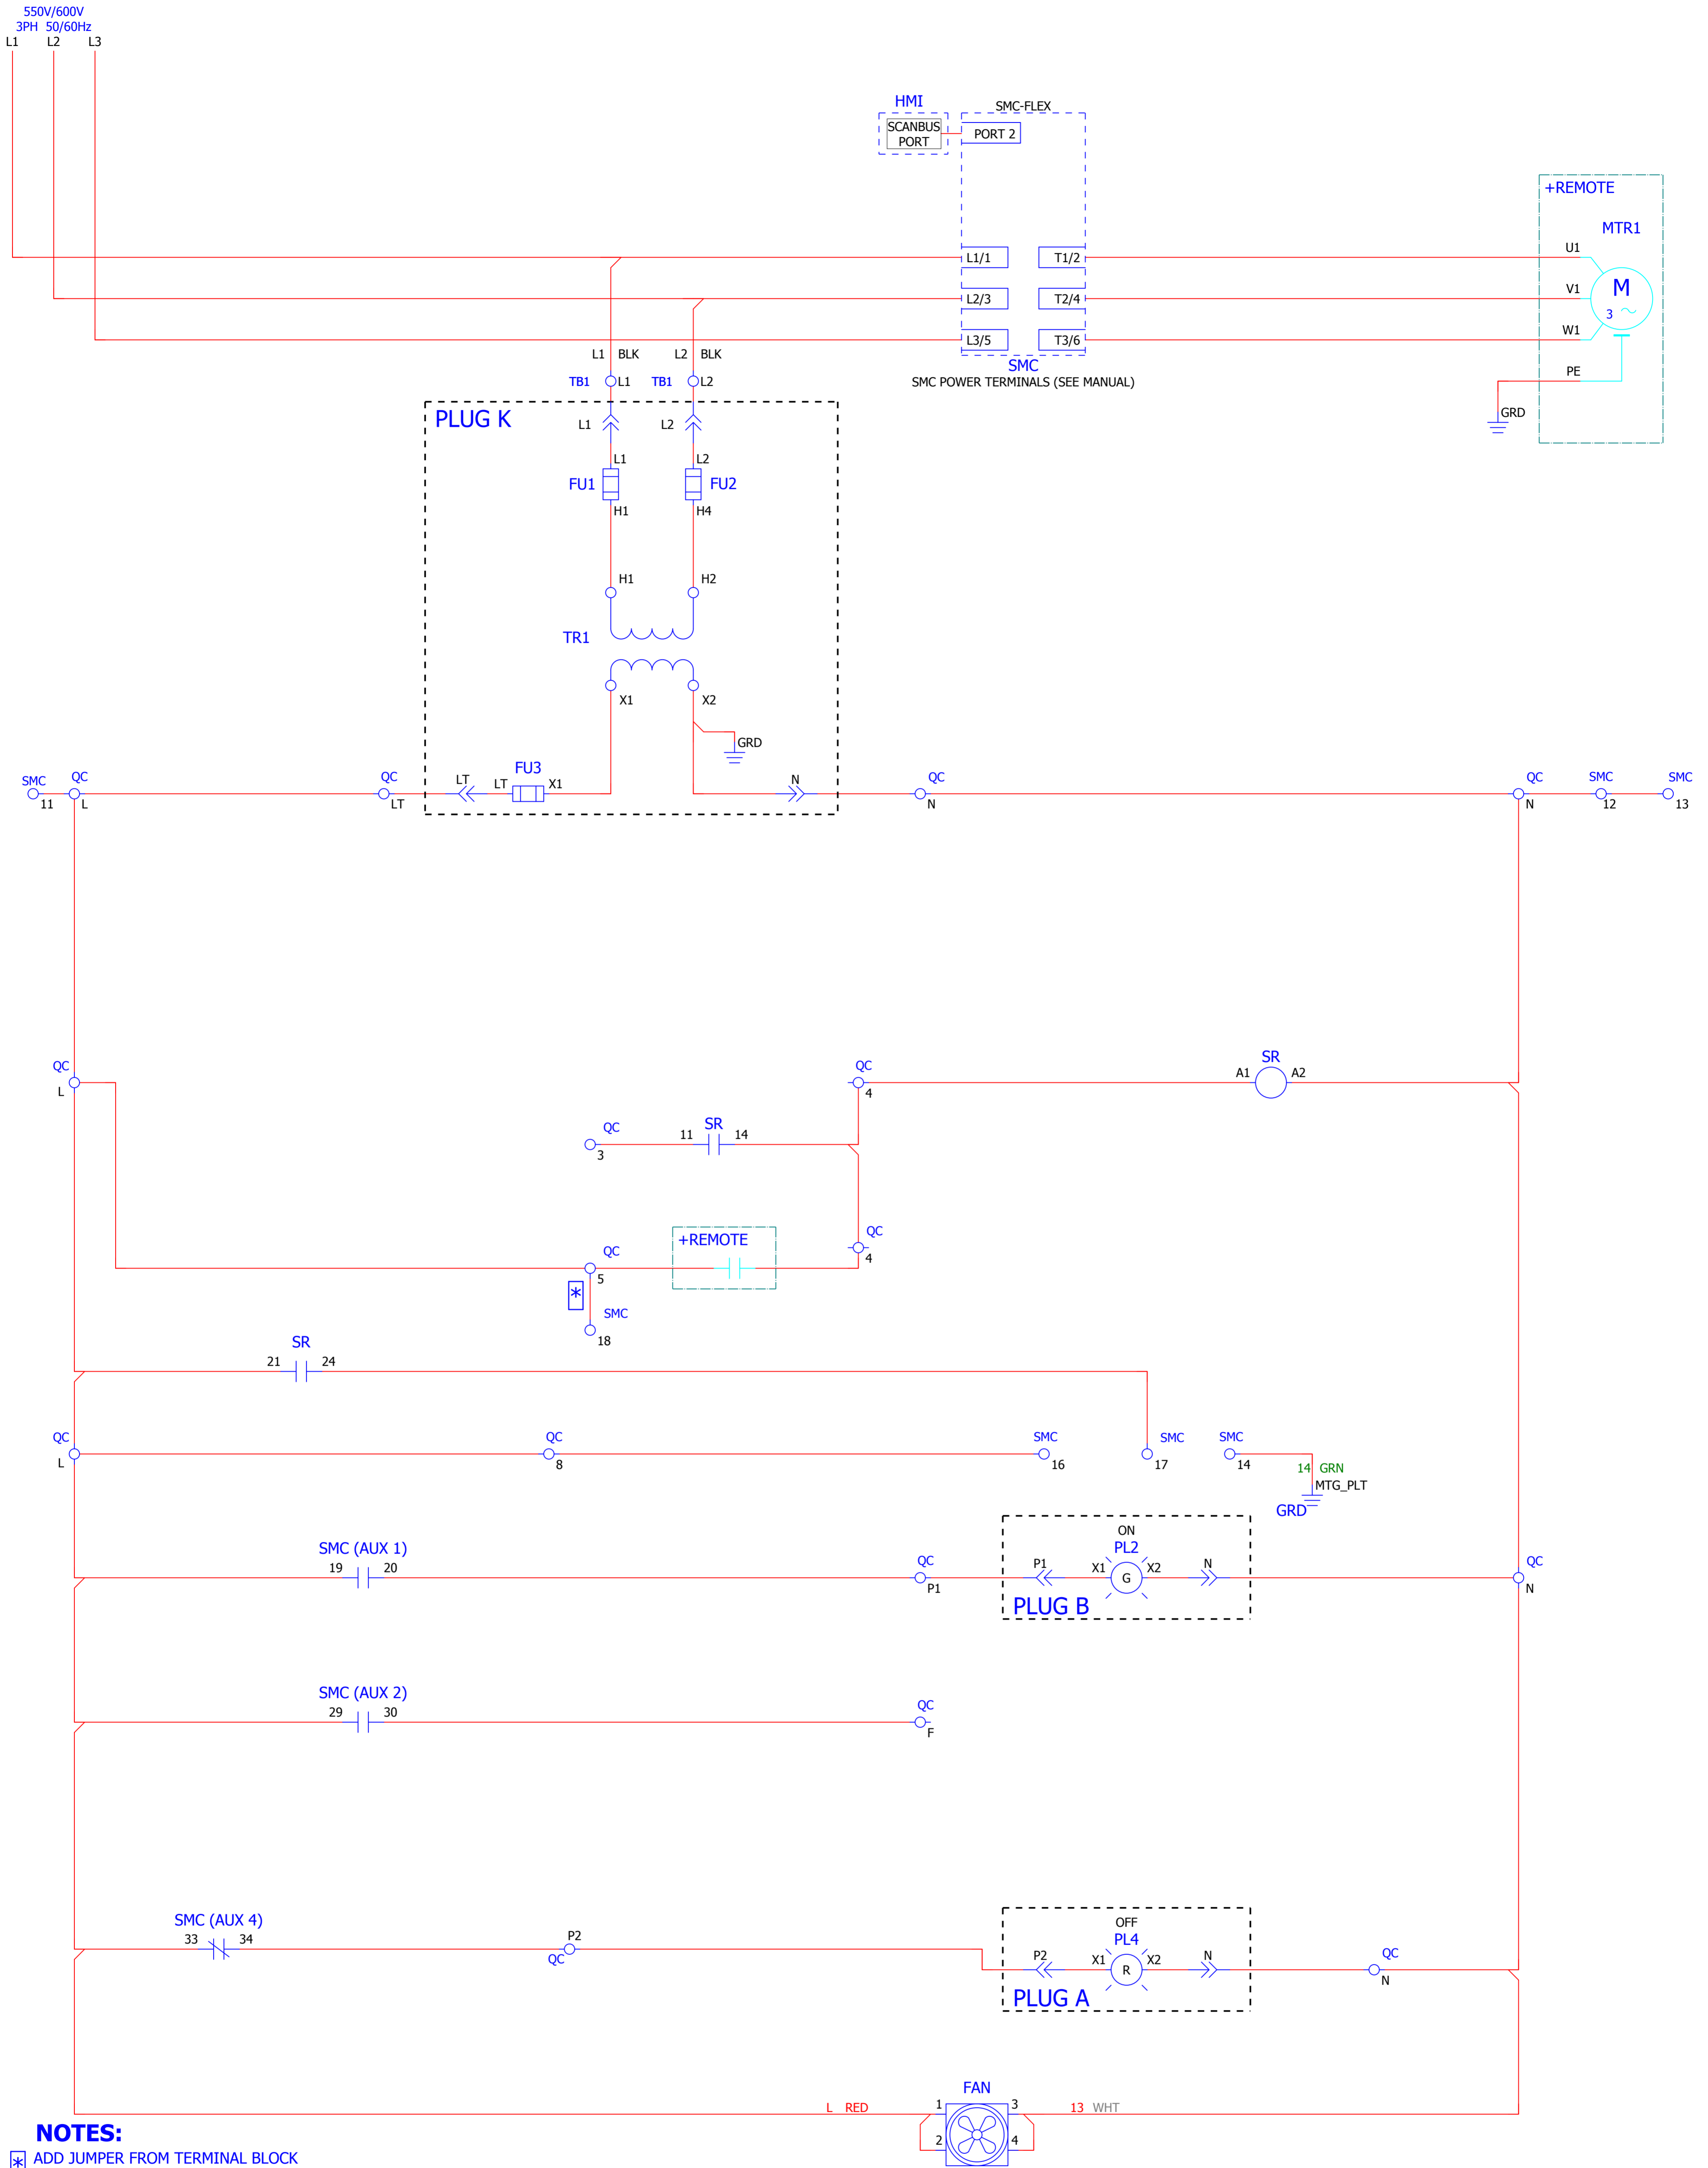 550V/600V
3PH 50/60Hz
L1 L2 L3
HMI
SCANBUS
PORT
SMC-FLEX
PORT 2
+REMOTE
MTR1
U1
V1
W1
PE
M
3
GRD
L1/1 T1/2
L2/3 T2/4
L3/5 T3/6
SMC
SMC POWER TERMINALS (SEE MANUAL)
L1 BLK L2 BLK
TB1 L1 TB1 L2
PLUG K
L1 L2
L1 L2
FU1 FU2
H1 H4
H1 H2
TR1
X1 X2
GRD
FU3
LT LT X1 N
SMC QC QC QC QC SMC SMC
11 L LT N N 12 13
QC QC SR
L 4 A1 A2
QC SR
3 11 14
QC
4
+REMOTE
QC
5
*
SMC
18
SR
21 24
QC QC SMC SMC SMC
L 8 16 17 14
14 GRN
MTG_PLT
GRD
SMC (AUX 1)
19 20
QC
P1
ON
PL2
P1 X1 G X2 N
PLUG B
QC
N
SMC (AUX 2)
29 30
QC
F
SMC (AUX 4)
33 34
P2
QC
OFF
PL4
P2 X1 R X2 N
PLUG A
QC
N
FAN
L RED 1 3 13 WHT
2 4
NOTES:
* ADD JUMPER FROM TERMINAL BLOCK